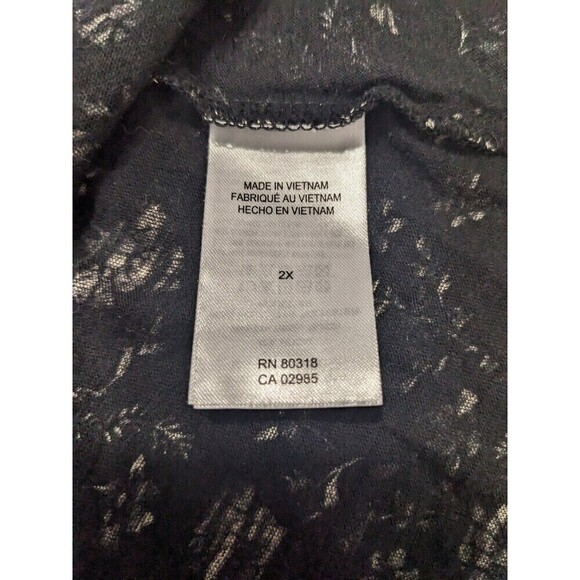 MADE IN VIETNAM
FABRIQUÉ AU VIETNAM
HECHO EN VIETNAM
2X
RN 80318
CA 02985